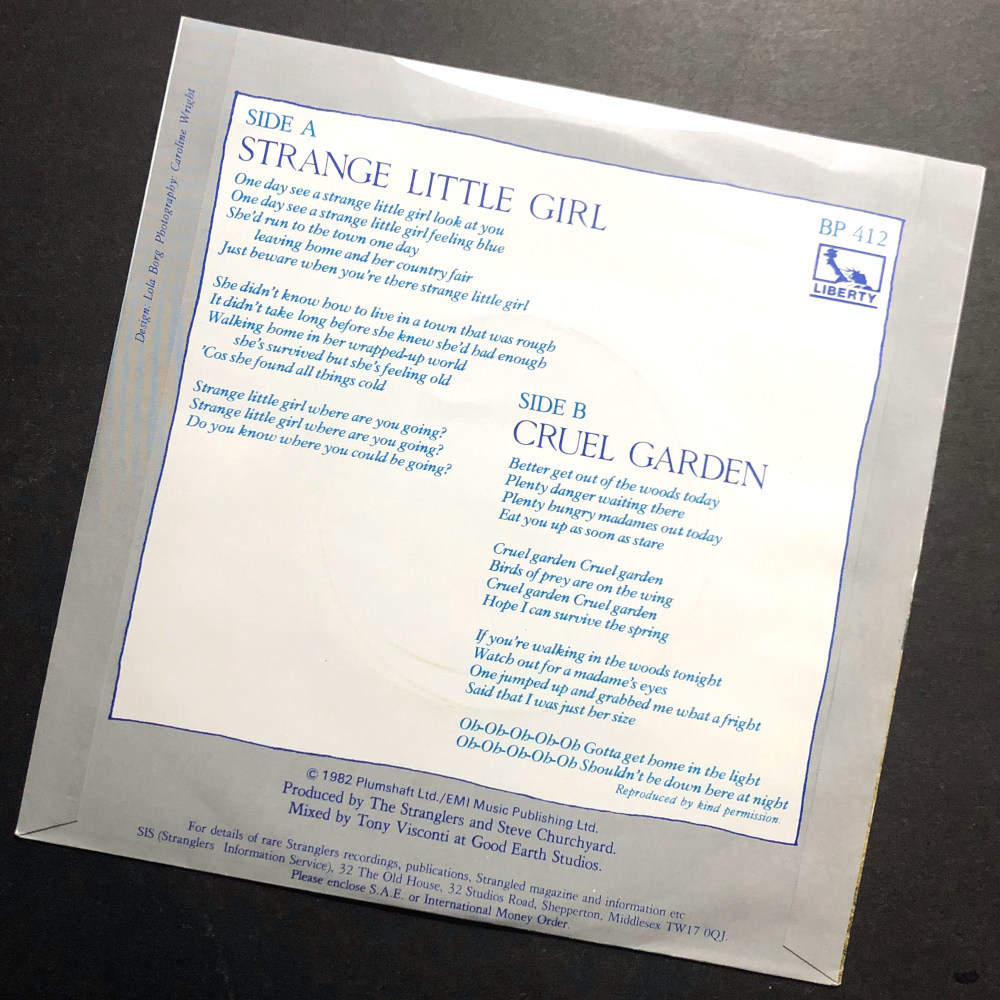 Design: Lola Borg Photography: Caroline Wright
SIDE A
STRANGE LITTLE GIRL
One day see a strange little girl look at you
One day see a strange little girl feeling blue
She'd run to the town one day
leaving home and her country fair
Just beware when you're there strange little girl
She didn't know how to live in a town that was rough
It didn't take long before she knew she'd had enough
Walking home in her wrapped-up world
she's survived but she's feeling old
'Cos she found all things cold
Strange little girl where are you going?
Strange little girl where are you going?
Do you know where you could be going?
BP 412
LIBERTY
SIDE B
CRUEL GARDEN
Better get out of the woods today
Plenty danger waiting there
Plenty hungry madames out today
Eat you up as soon as stare
Cruel garden Cruel garden
Birds of prey are on the wing
Cruel garden Cruel garden
Hope I can survive the spring
If you're walking in the woods tonight
Watch out for a madame's eyes
One jumped up and grabbed me what a fright
Said that I was just her size
Oh-Oh-Oh-Oh-Oh Gotta get home in the light
Oh-Oh-Oh-Oh-Oh Shouldn't be down here at night
Reproduced by kind permission.
© 1982 Plumshaft Ltd./EMI Music Publishing Ltd.
Produced by The Stranglers and Steve Churchyard.
Mixed by Tony Visconti at Good Earth Studios.
For details of rare Stranglers recordings, publications, Strangled magazine and information etc
SIS (Stranglers Information Service), 32 The Old House, 32 Studios Road, Shepperton, Middlesex TW17 0QJ.
Please enclose S.A.E. or International Money Order.